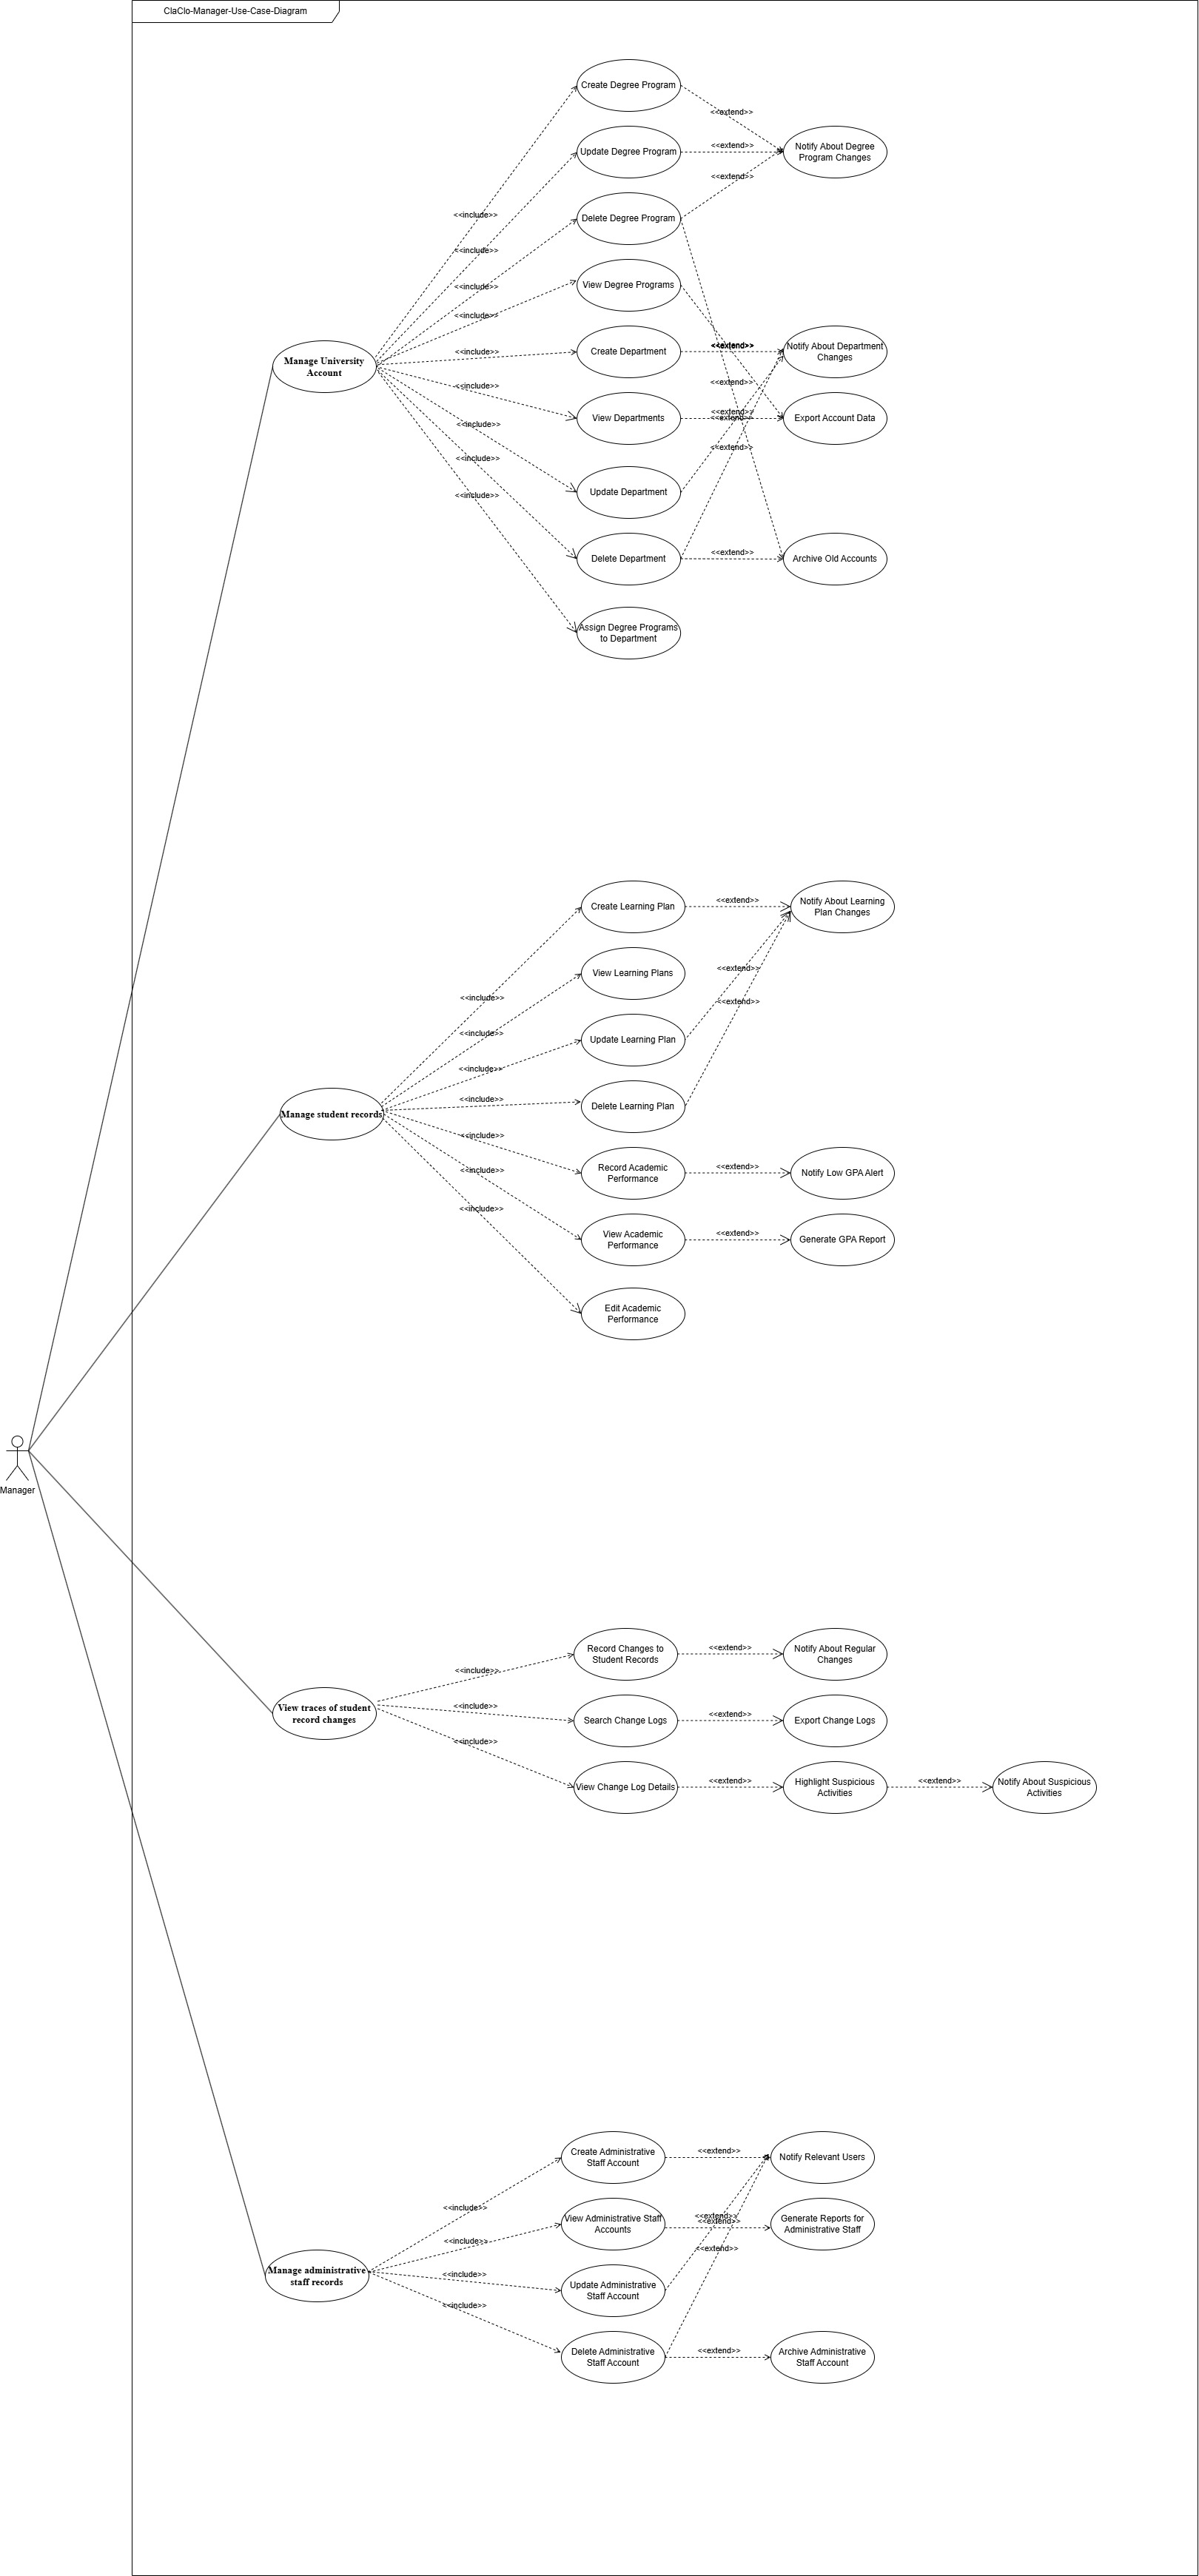 ClaClo-Manager-Use-Case-Diagram
Create Degree Program
<<extend>>
Update Degree Program
<<extend>>
Notify About Degree
Program Changes
<<extend>>
<<include>>
Delete Degree Program
<<include>>
<<include>>
View Degree Programs
<<include>>
Manage University
Account
<<include>>
Create Department
<<extend>>
Notify About Department
Changes
<<extend>>
<<include>>
View Departments
<<extend>>
<<extend>>
Export Account Data
<<include>>
<<extend>>
<<include>>
Update Department
<<include>>
Delete Department
<<extend>>
Archive Old Accounts
Assign Degree Programs
to Department
Create Learning Plan
<<extend>>
Notify About Learning
Plan Changes
View Learning Plans
<<extend>>
<<include>>
<<extend>>
<<include>>
Update Learning Plan
<<include>>
<<include>>
Delete Learning Plan
Manage student records
<<include>>
Record Academic
Performance
<<extend>>
Notify Low GPA Alert
<<include>>
<<include>>
View Academic
Performance
<<extend>>
Generate GPA Report
Edit Academic
Performance
Manager
Record Changes to
Student Records
<<extend>>
Notify About Regular
Changes
<<include>>
View traces of student
record changes
<<include>>
Search Change Logs
<<extend>>
Export Change Logs
<<include>>
View Change Log Details
<<extend>>
Highlight Suspicious
Activities
<<extend>>
Notify About Suspicious
Activities
Create Administrative
Staff Account
<<extend>>
Notify Relevant Users
<<include>>
View Administrative Staff
Accounts
<<extend>>
<<extend>>
Generate Reports for
Administrative Staff
<<include>>
<<extend>>
Manage administrative
staff records
<<include>>
Update Administrative
Staff Account
<<include>>
Delete Administrative
Staff Account
<<extend>>
Archive Administrative
Staff Account